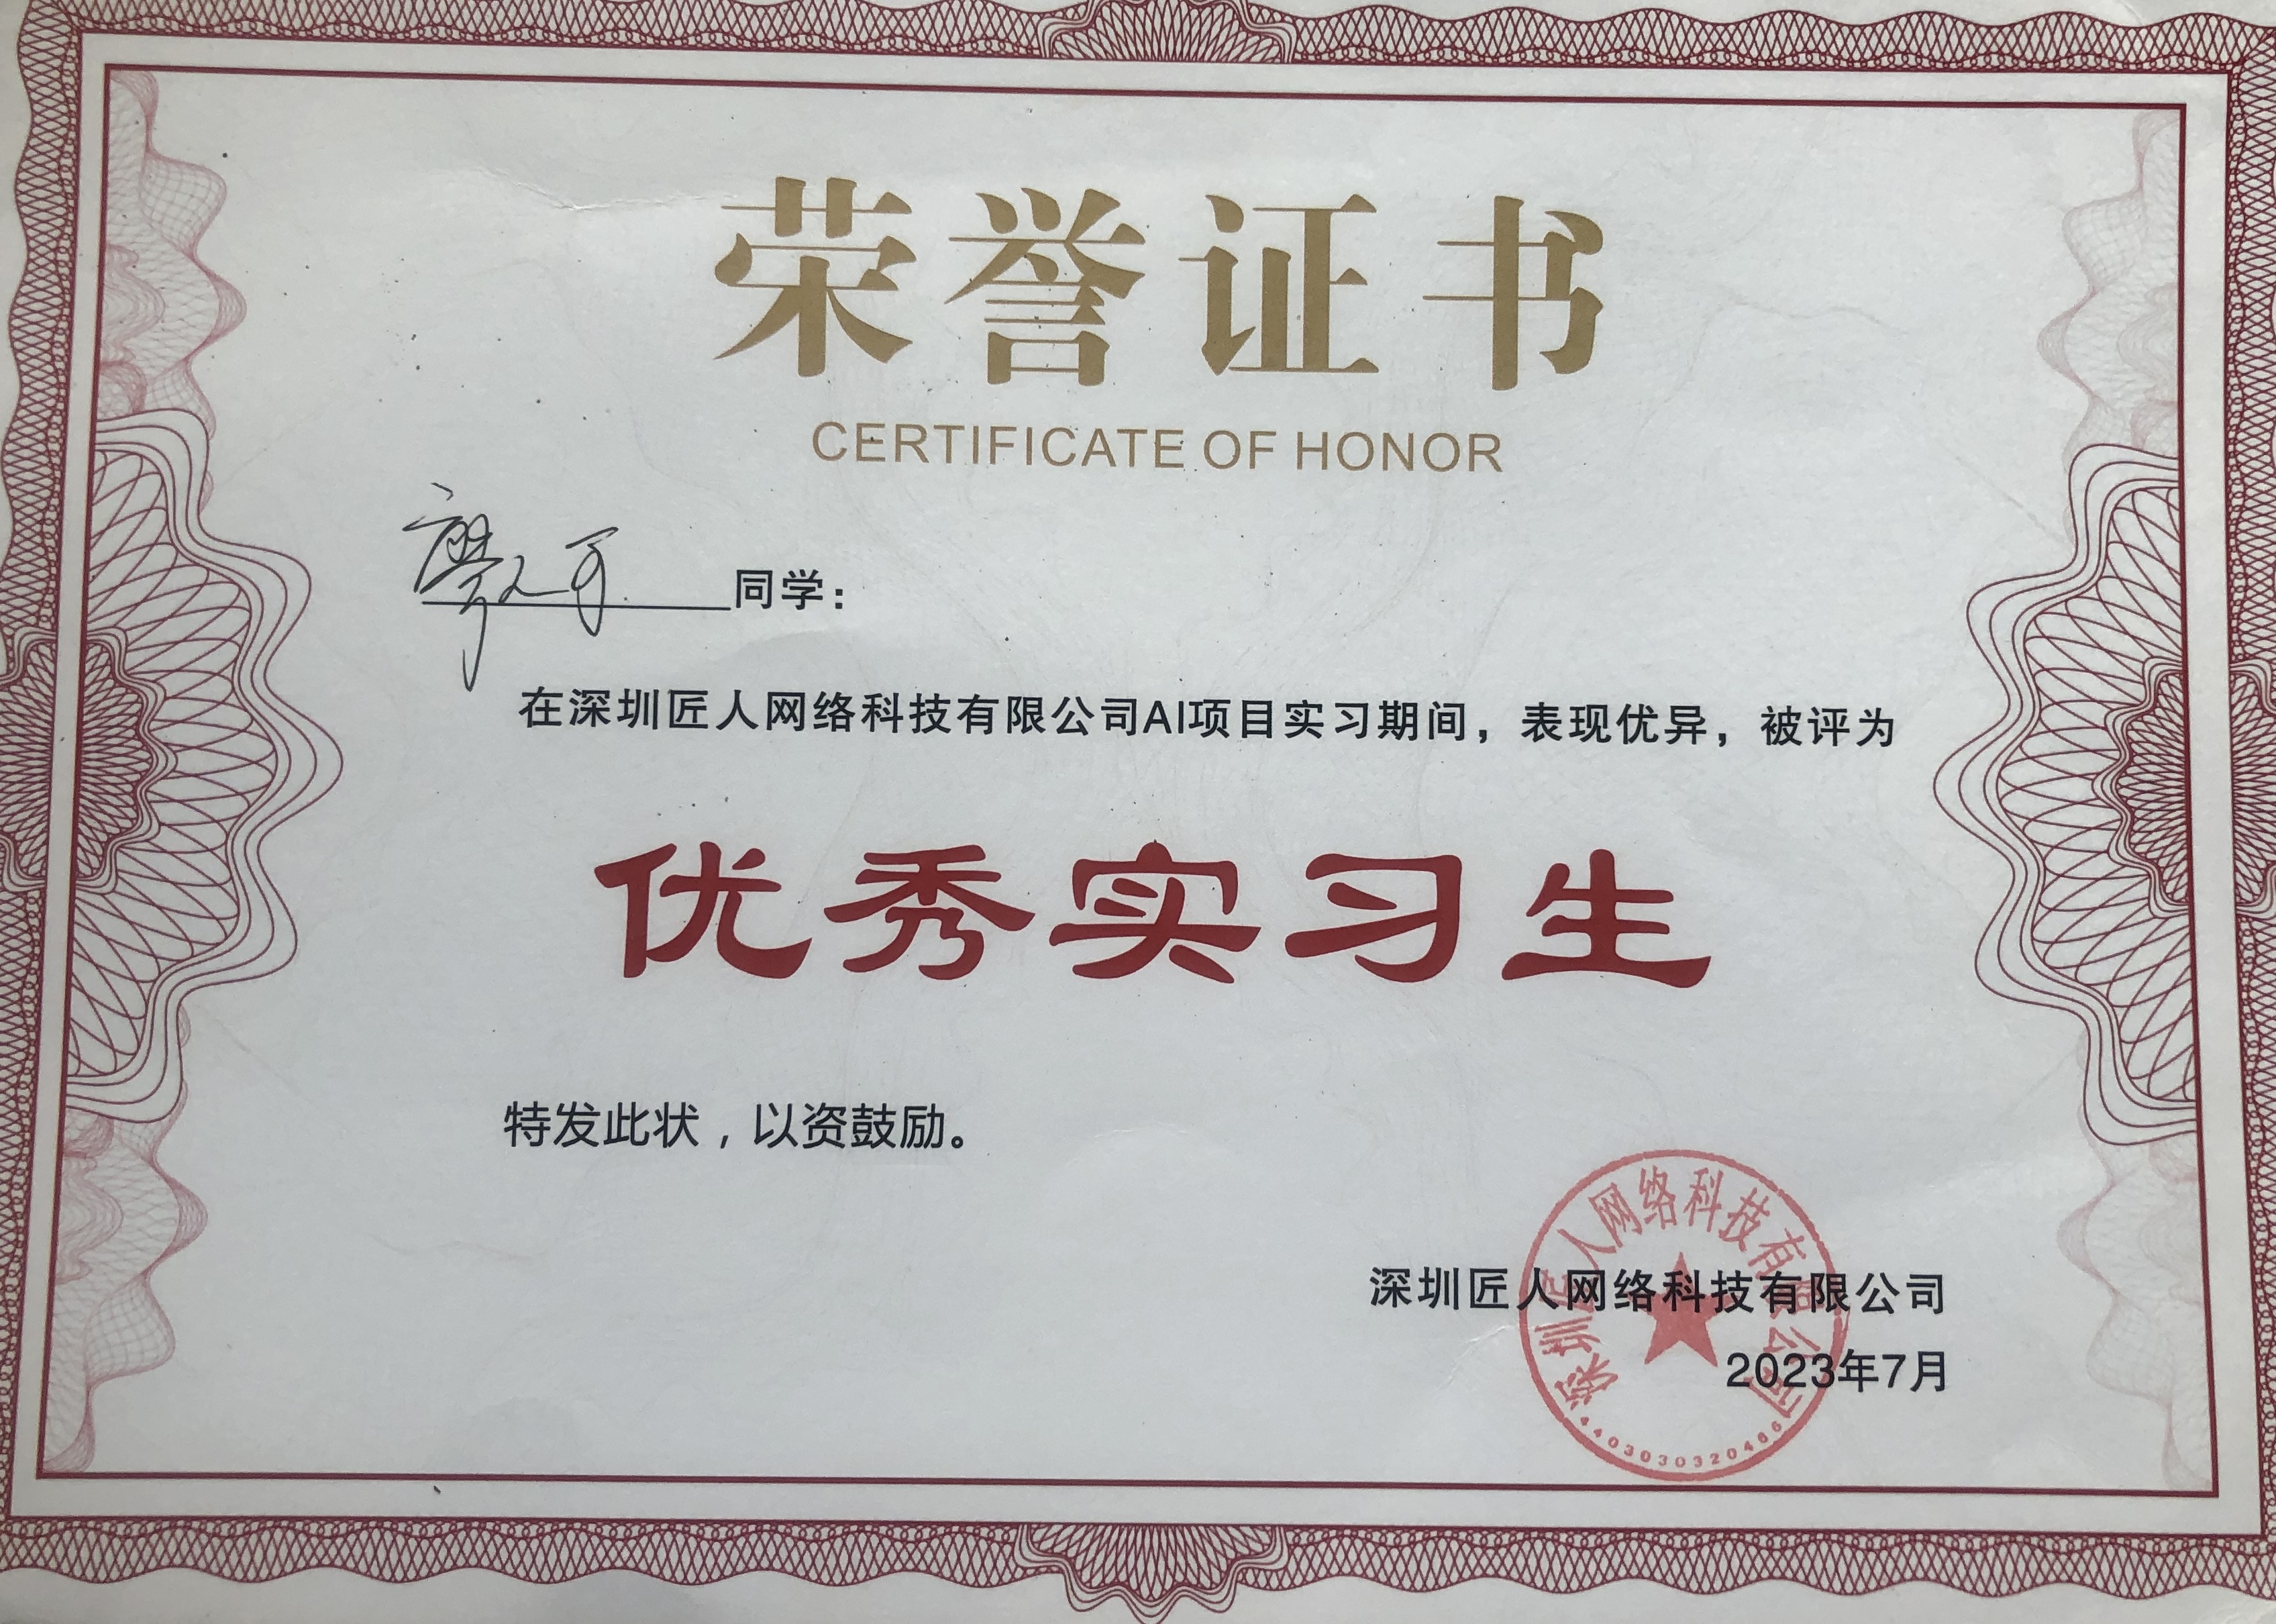 荣誉证书
CERTIFICATE OF HONOR
廖人可同学：
在深圳匠人网络科技有限公司AI项目实习期间，表现优异，被评为
优秀实习生
特发此状，以资鼓励。
深圳匠人网络科技有限公司
深圳匠人网络科技有限公司
2023年7月